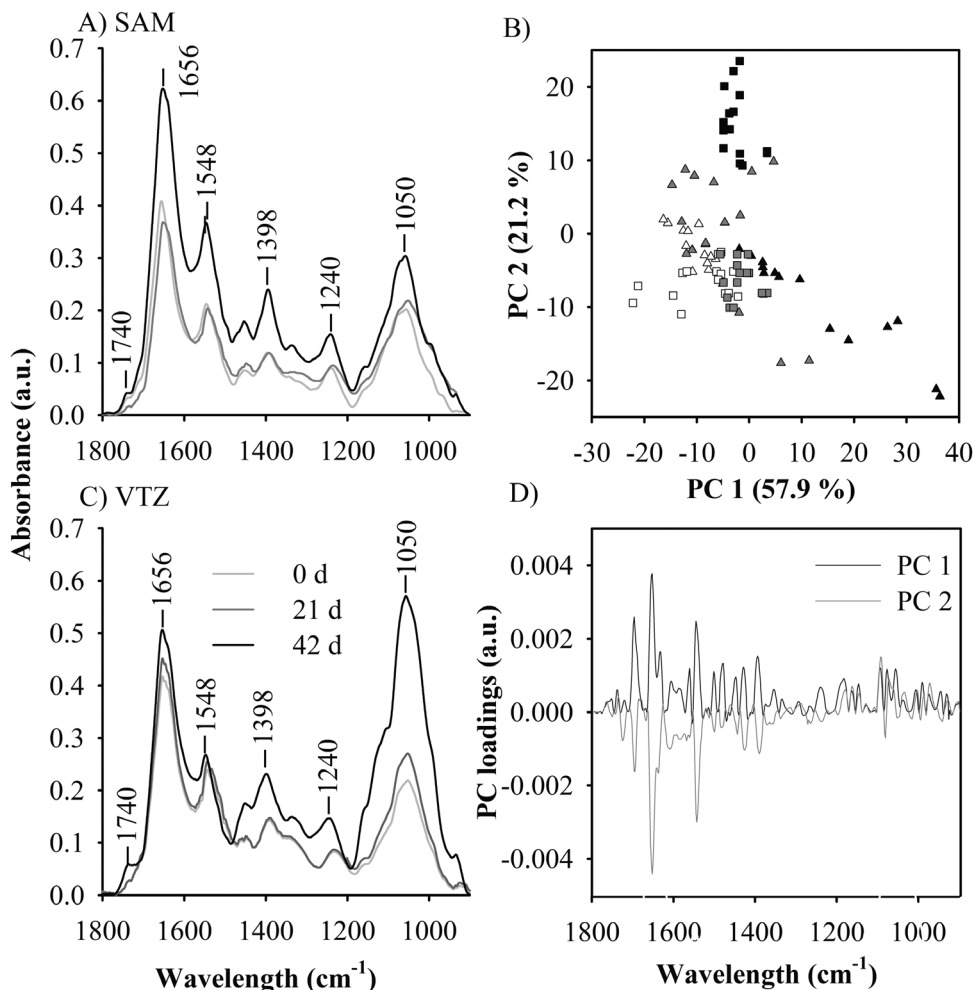 A) SAM
0.7
0.6
0.5
0.4
0.3
0.2
0.1
0.0
1740
1656
1548
1398
1240
1050
1800 1600 1400 1200 1000
B)
PC 2 (21.2 %)
20
10
0
-10
-20
-30 -20 -10 0 10 20 30 40
PC 1 (57.9 %)
Absorbance (a.u.)
C) VTZ
0.7
0.6
0.5
0.4
0.3
0.2
0.1
0.0
1740
1656
1548
1398
1240
1050
0 d
21 d
42 d
1800 1600 1400 1200 1000
Wavelength (cm-1)
D)
PC loadings (a.u.)
0.004
0.002
0.000
-0.002
-0.004
PC 1
PC 2
1800 1600 1400 1200 1000
Wavelength (cm-1)